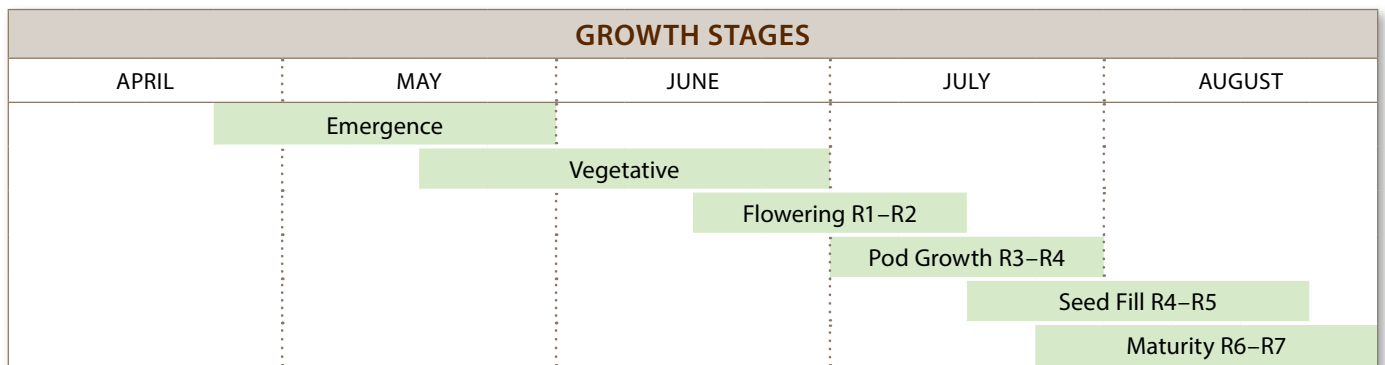 GROWTH STAGES
APRIL MAY JUNE JULY AUGUST
Emergence
Vegetative
Flowering R1–R2
Pod Growth R3–R4
Seed Fill R4–R5
Maturity R6–R7